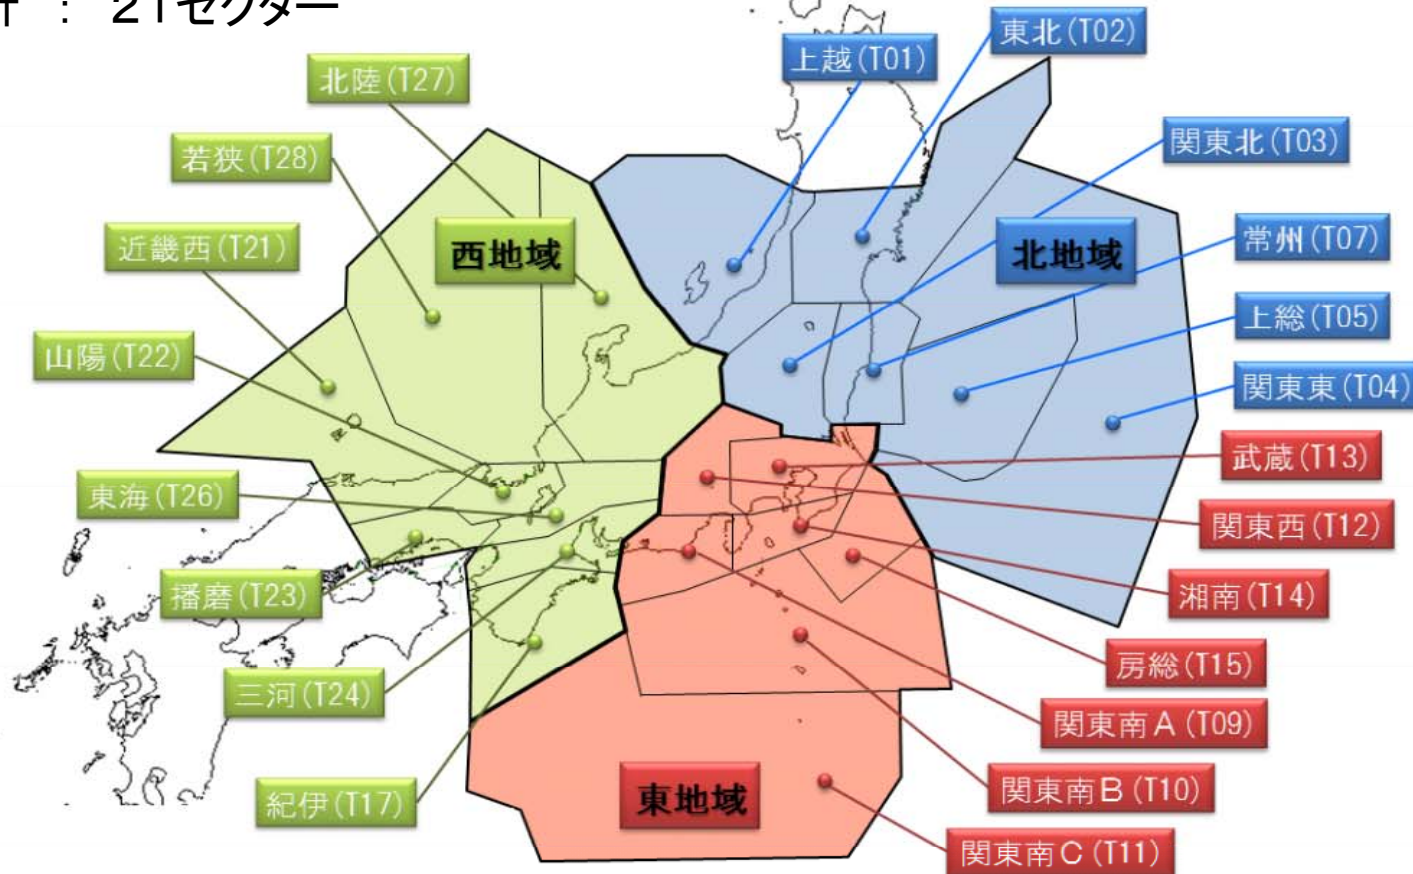 計 : 21セクター
上越(T01)
東北(T02)
北陸(T27)
関東北(T03)
若狭(T28)
近畿西(T21)
西地域
北地域
常州(T07)
上総(T05)
山陽(T22)
関東東(T04)
武蔵(T13)
東海(T26)
関東西(T12)
播磨(T23)
湘南(T14)
房総(T15)
三河(T24)
関東南A(T09)
紀伊(T17)
東地域
関東南B(T10)
関東南C(T11)